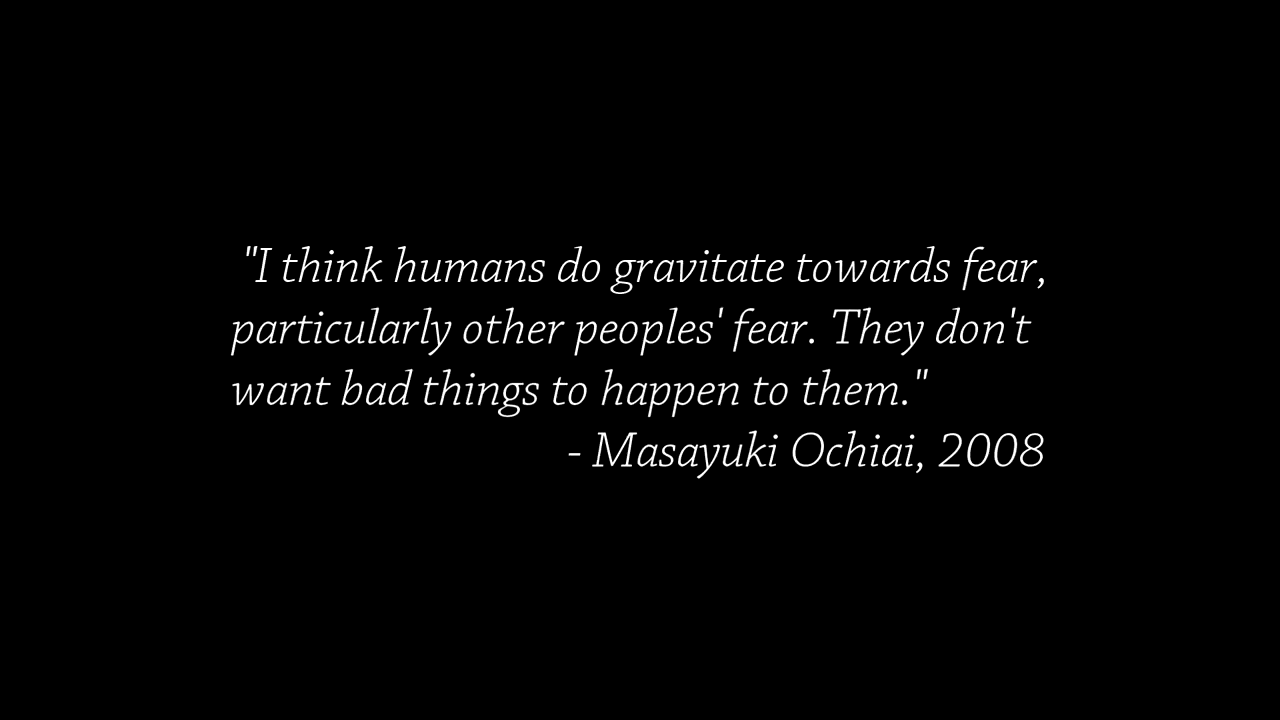 "I think humans do gravitate towards fear,
particularly other peoples' fear. They don't
want bad things to happen to them."
- Masayuki Ochiai, 2008